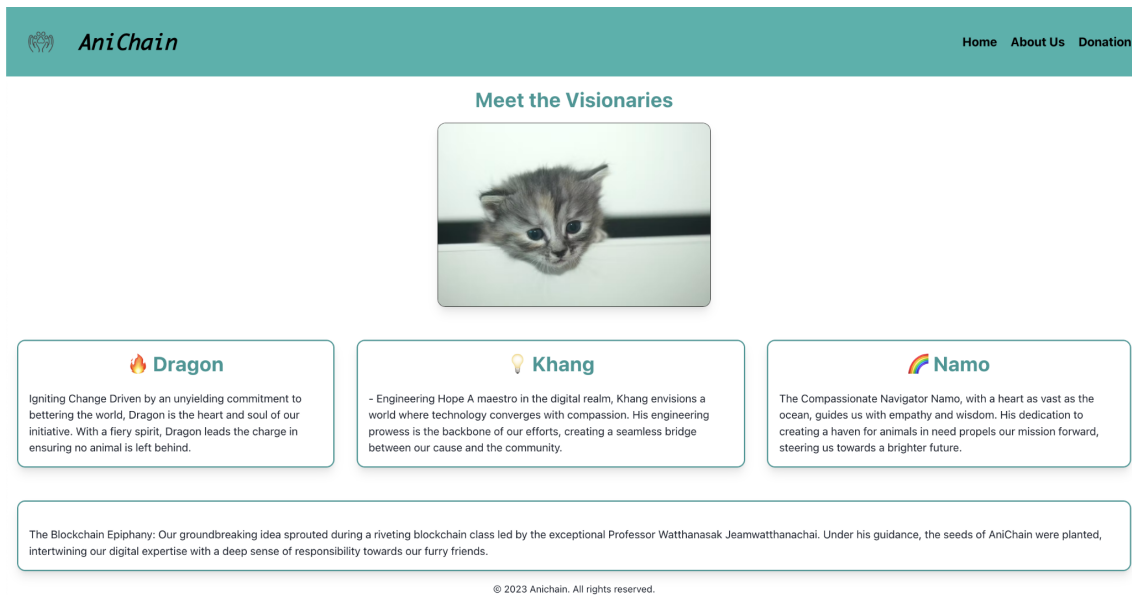 AniChain
Home About Us Donation
Meet the Visionaries
🔥 Dragon
Igniting Change Driven by an unyielding commitment to
bettering the world, Dragon is the heart and soul of our
initiative. With a fiery spirit, Dragon leads the charge in
ensuring no animal is left behind.
💡 Khang
- Engineering Hope A maestro in the digital realm, Khang envisions a
world where technology converges with compassion. His engineering
prowess is the backbone of our efforts, creating a seamless bridge
between our cause and the community.
🌈 Namo
The Compassionate Navigator Namo, with a heart as vast as the
ocean, guides us with empathy and wisdom. His dedication to
creating a haven for animals in need propels our mission forward,
steering us towards a brighter future.
The Blockchain Epiphany: Our groundbreaking idea sprouted during a riveting blockchain class led by the exceptional Professor Watthanasak Jeamwatthanachai. Under his guidance, the seeds of AniChain were planted,
intertwining our digital expertise with a deep sense of responsibility towards our furry friends.
© 2023 Anichain. All rights reserved.